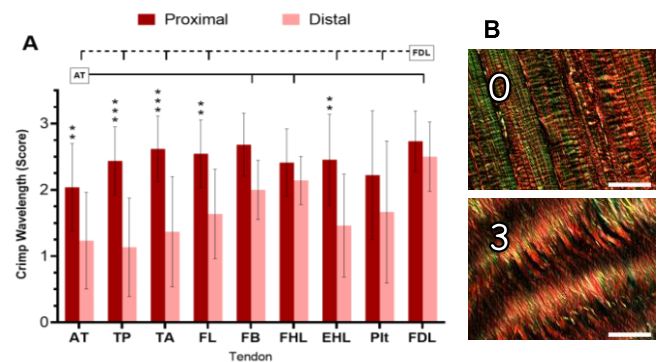 Proximal Distal
A
B
FDL
AT
** *** *** ** **
Crimp Wavelength (Score)
3
2
1
0
AT TP TA FL FB FHL EHL Plt FDL
Tendon
0
3